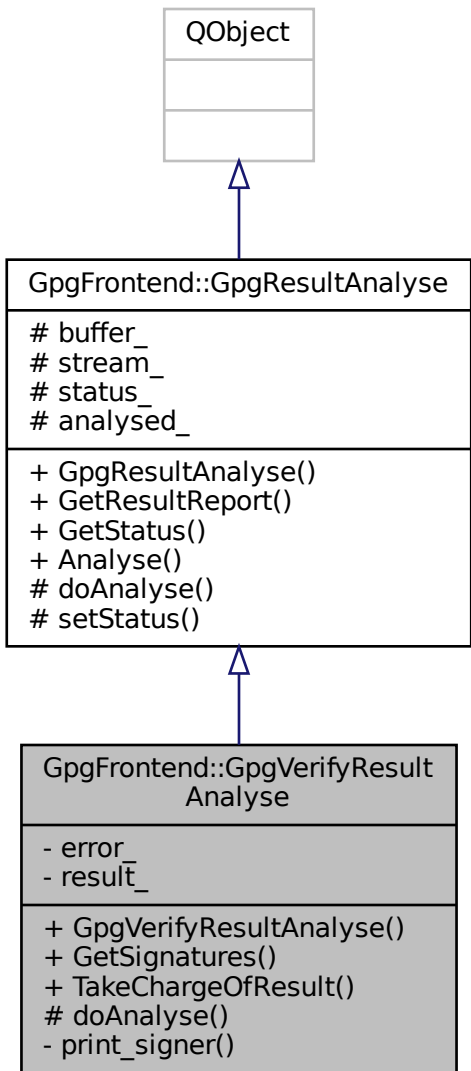 QObject
GpgFrontend::GpgResultAnalyse
# buffer_
# stream_
# status_
# analysed_
+ GpgResultAnalyse()
+ GetResultReport()
+ GetStatus()
+ Analyse()
# doAnalyse()
# setStatus()
GpgFrontend::GpgVerifyResult
Analyse
- error_
- result_
+ GpgVerifyResultAnalyse()
+ GetSignatures()
+ TakeChargeOfResult()
# doAnalyse()
- print_signer()